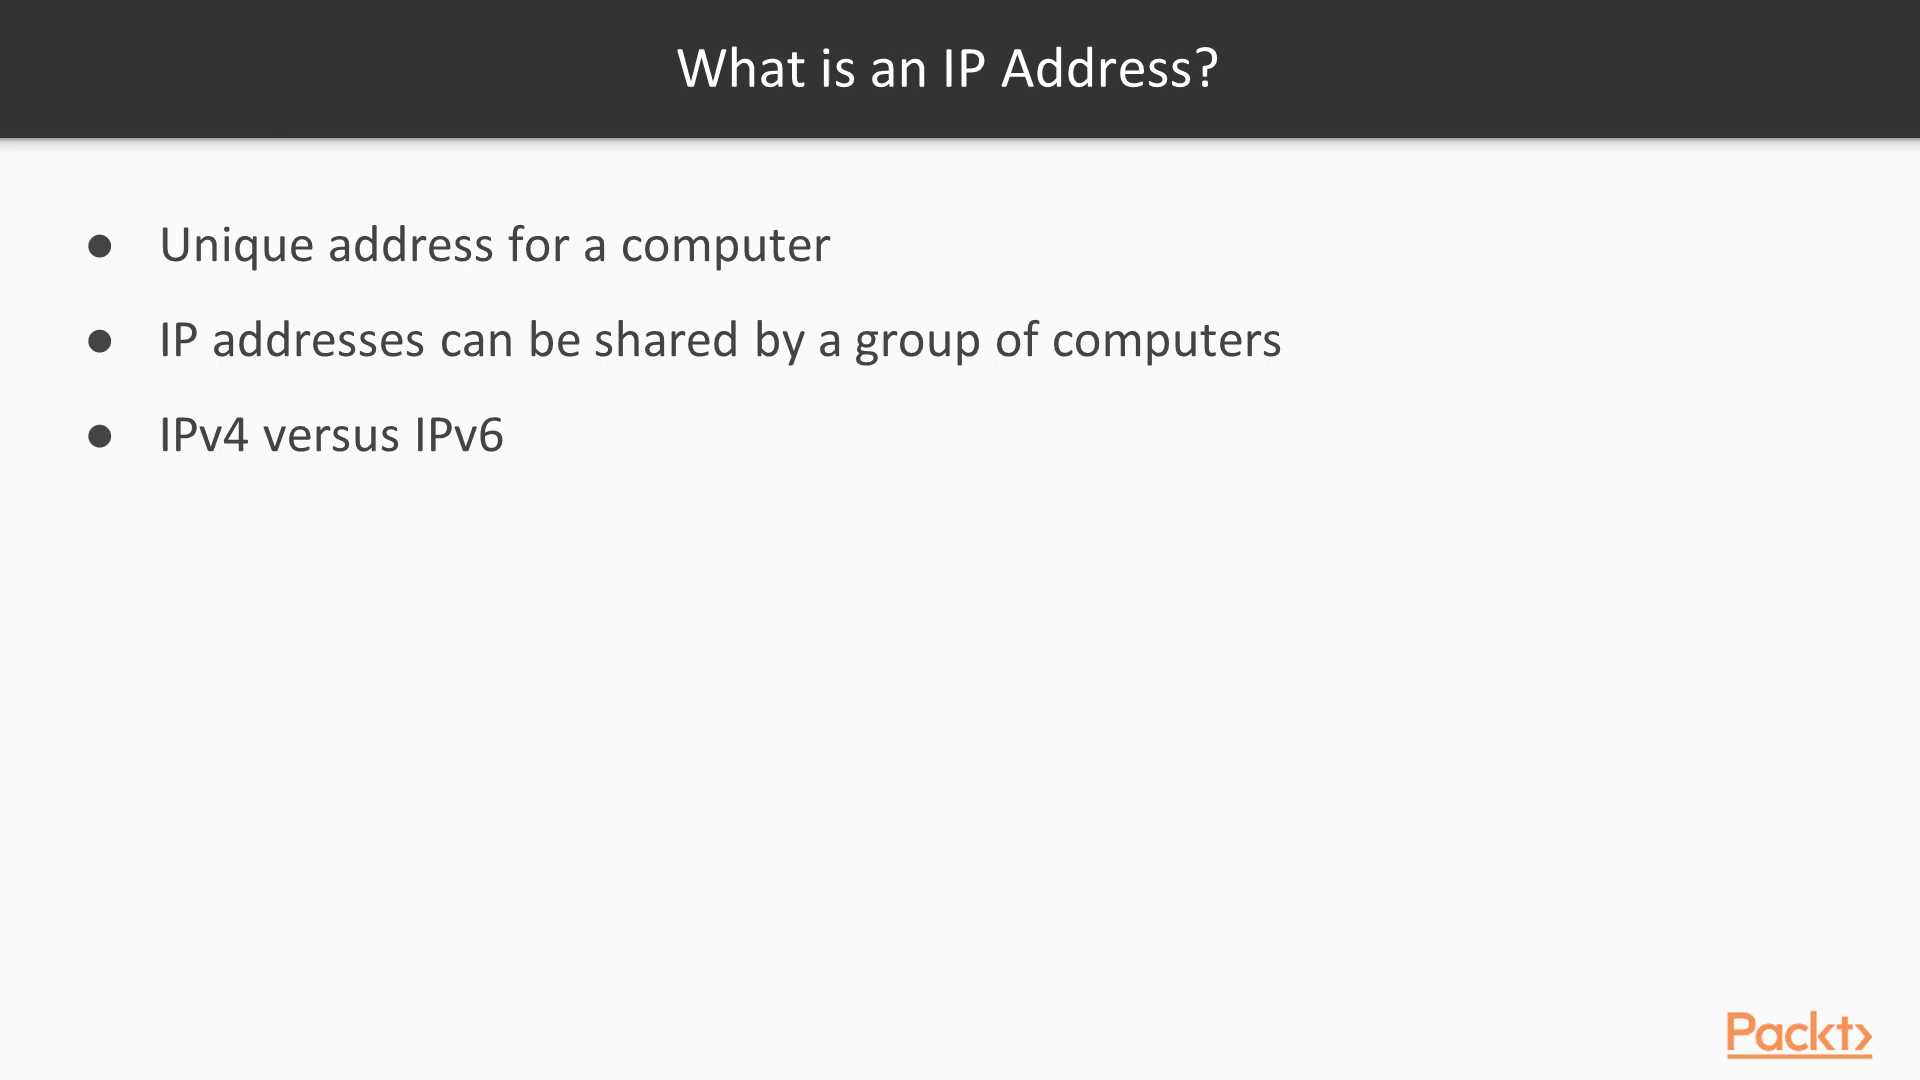 What is an IP Address?
● Unique address for a computer
● IP addresses can be shared by a group of computers
● IPv4 versus IPv6
Packt>